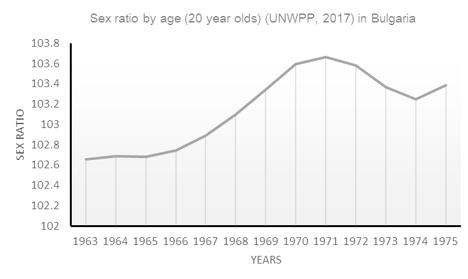 Sex ratio by age (20 year olds) (UNWPP, 2017) in Bulgaria
103.8
103.6
103.4
103.2
103
102.8
102.6
102.4
102.2
102
SEX RATIO
1963 1964 1965 1966 1967 1968 1969 1970 1971 1972 1973 1974 1975
YEARS